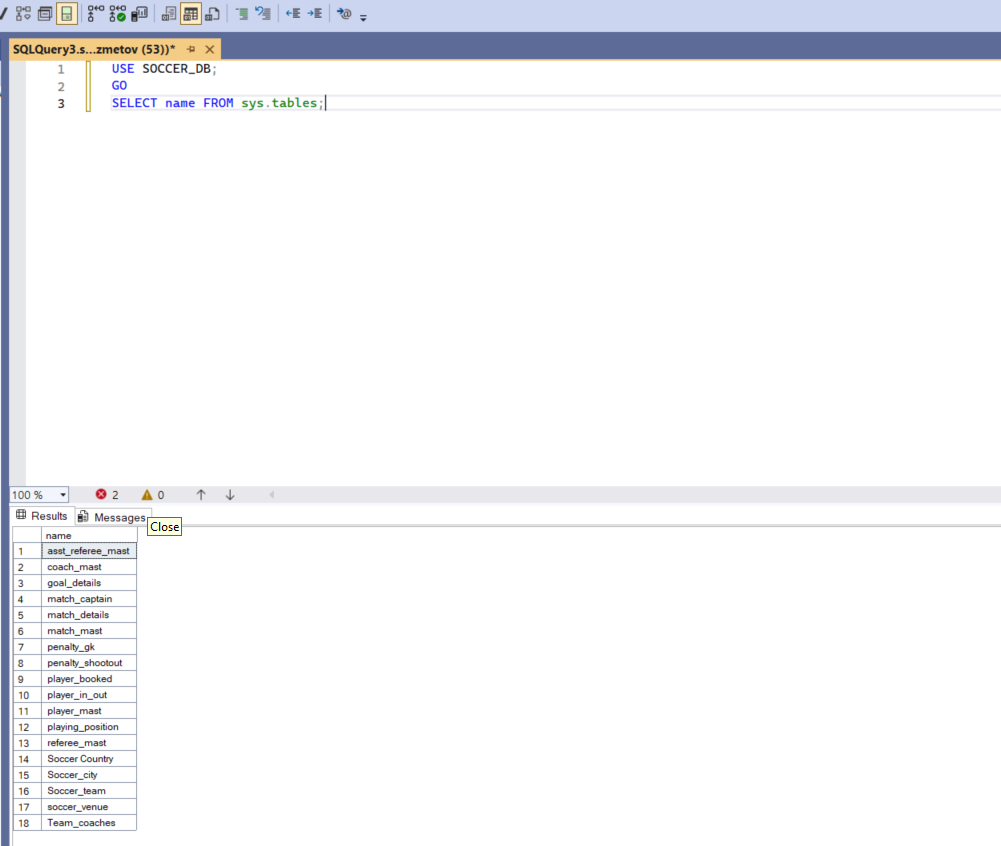 SQLQuery3.s...zmetov (53))*
1 USE SOCCER_DB;
2 GO
3 SELECT name FROM sys.tables;
100 % 2 0
Results Messages
Close
name
1 asst_referee_mast
2 coach_mast
3 goal_details
4 match_captain
5 match_details
6 match_mast
7 penalty_gk
8 penalty_shootout
9 player_booked
10 player_in_out
11 player_mast
12 playing_position
13 referee_mast
14 Soccer Country
15 Soccer_city
16 Soccer_team
17 soccer_venue
18 Team_coaches